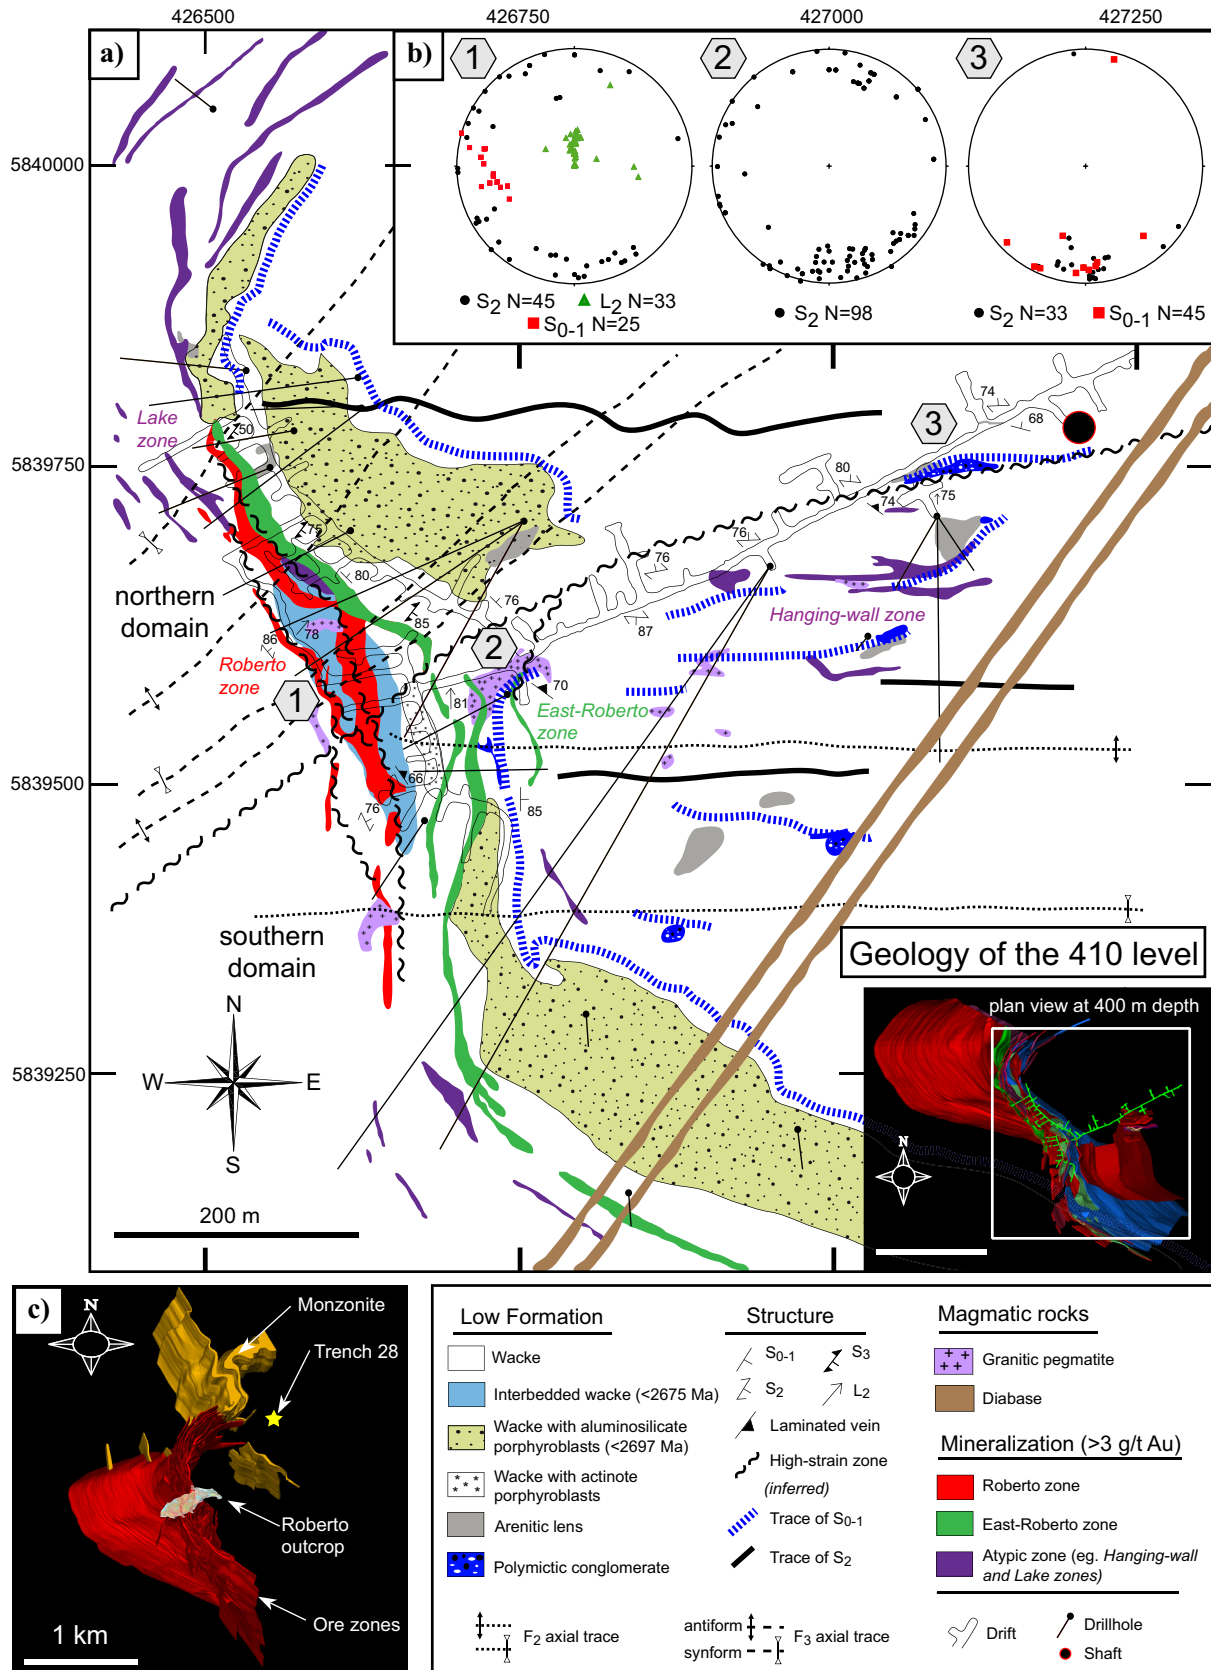 426500 426750 427000 427250
a) b) 1 2 3
5840000
S2 N=45 L2 N=33
S0-1 N=25
S2 N=98
S2 N=33 S0-1 N=45
Lake
zone
50
3
74
68
5839750
80
74
75
75
76
76
80
76
northern
domain
Hanging-wall
zone
85
87
78
86
2
Roberto
zone
1
70
81
East-Roberto
zone
66
5839500
76
85
southern
domain
Geology of the 410 level
plan view at 400 m depth
N
W E
S
5839250
N
200 m
c)
N
Monzonite
Trench 28
Roberto
outcrop
Ore zones
1 km
Low Formation
Wacke
Interbedded wacke (<2675 Ma)
Wacke with aluminosilicate
porphyroblasts (<2697 Ma)
Wacke with actinote
porphyroblasts
Arenitic lens
Polymictic conglomerate
Structure
S0-1 S3
S2 L2
Laminated vein
High-strain zone
(inferred)
Trace of S0-1
Trace of S2
Magmatic rocks
Granitic pegmatite
Diabase
Mineralization (>3 g/t Au)
Roberto zone
East-Roberto zone
Atypic zone (eg. Hanging-wall
and Lake zones)
F2 axial trace
antiform
synform
F3 axial trace
Drift
Drillhole
Shaft